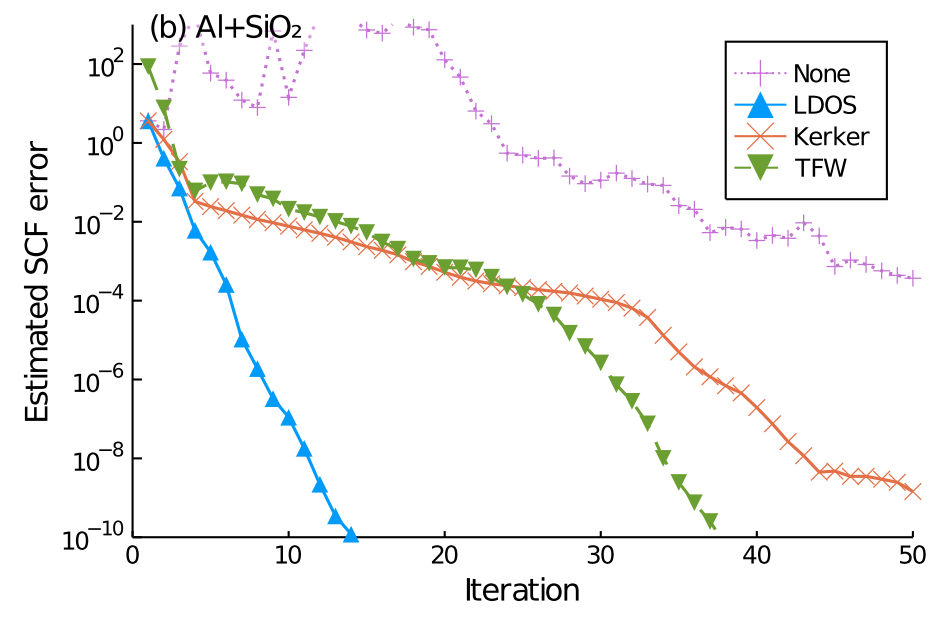 (b) Al+SiO₂
10²
10⁰
10⁻²
10⁻⁴
10⁻⁶
10⁻⁸
10⁻¹⁰
Estimated SCF error
None
LDOS
Kerker
TFW
0 10 20 30 40 50
Iteration